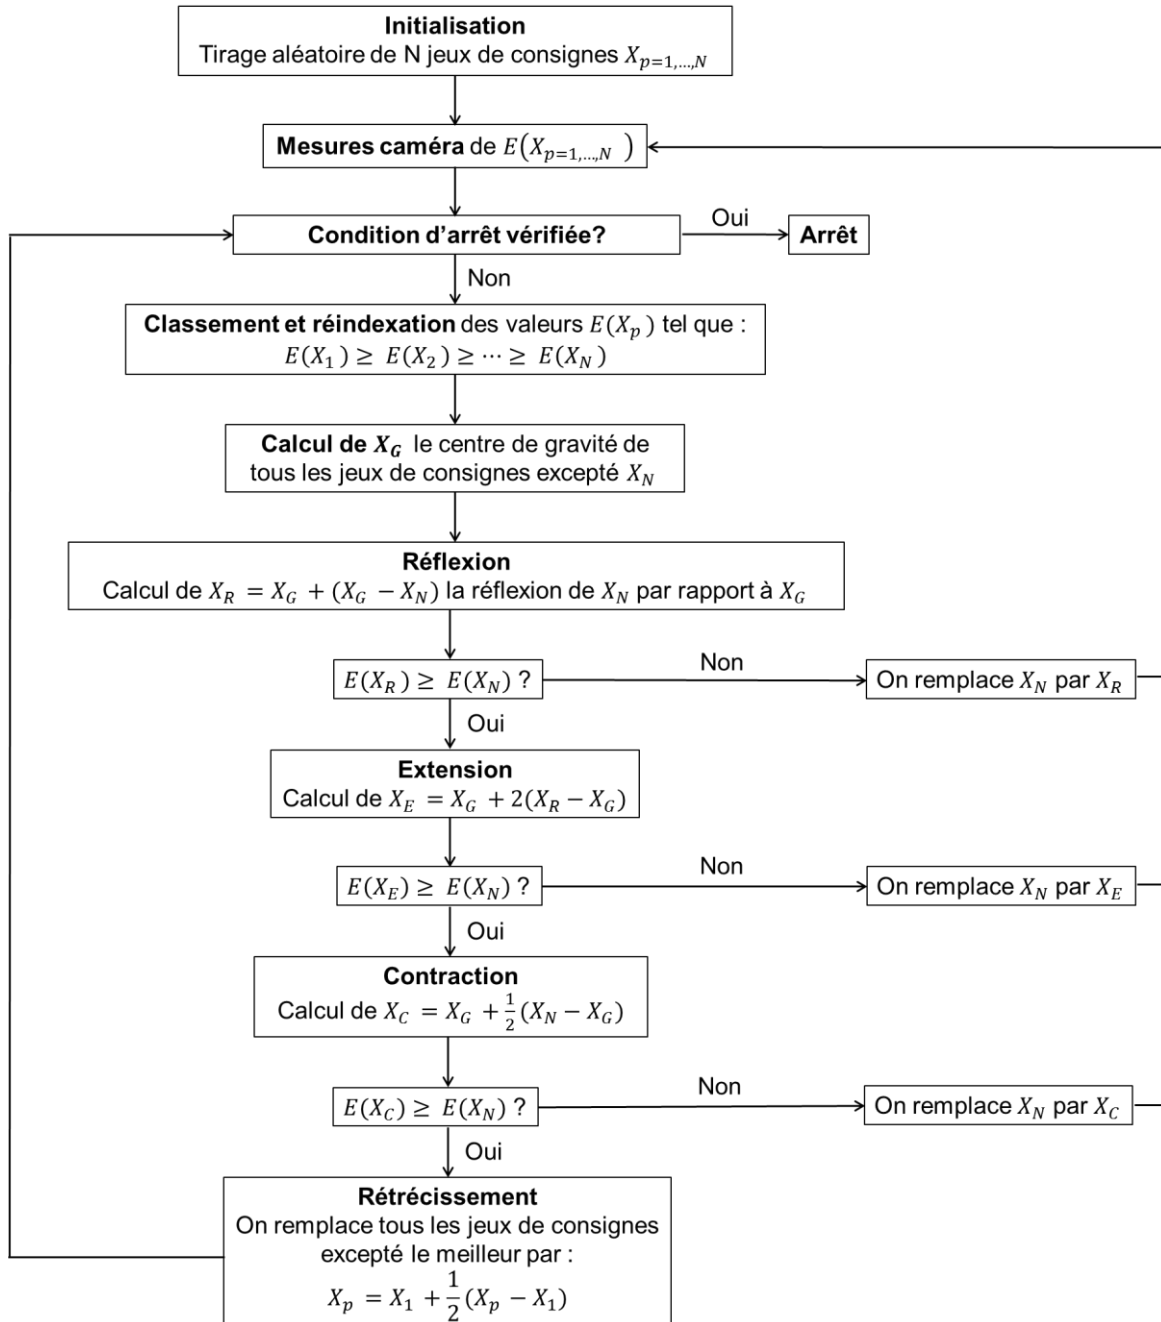 Initialisation
Tirage aléatoire de N jeux de consignes $X_{p=1,…,N}$
Mesures caméra de $E(X_{p=1,…,N})$
Condition d'arrêt vérifiée?
Oui
Arrêt
Non
Classement et réindexation des valeurs $E(X_p)$ tel que :
$E(X_1) ≥ E(X_2) ≥ ⋯ ≥ E(X_N)$
Calcul de $X_G$ le centre de gravité de
tous les jeux de consignes excepté $X_N$
Réflexion
Calcul de $X_R = X_G + (X_G − X_N)$ la réflexion de $X_N$ par rapport à $X_G$
$E(X_R) ≥ E(X_N)$ ?
Non
On remplace $X_N$ par $X_R$
Oui
Extension
Calcul de $X_E = X_G + 2(X_R − X_G)$
$E(X_E) ≥ E(X_N)$ ?
Non
On remplace $X_N$ par $X_E$
Oui
Contraction
Calcul de $X_C = X_G + \frac{1}{2}(X_N − X_G)$
$E(X_C) ≥ E(X_N)$ ?
Non
On remplace $X_N$ par $X_C$
Oui
Rétrécissement
On remplace tous les jeux de consignes
excepté le meilleur par :
$X_p = X_1 + \frac{1}{2}(X_p − X_1)$